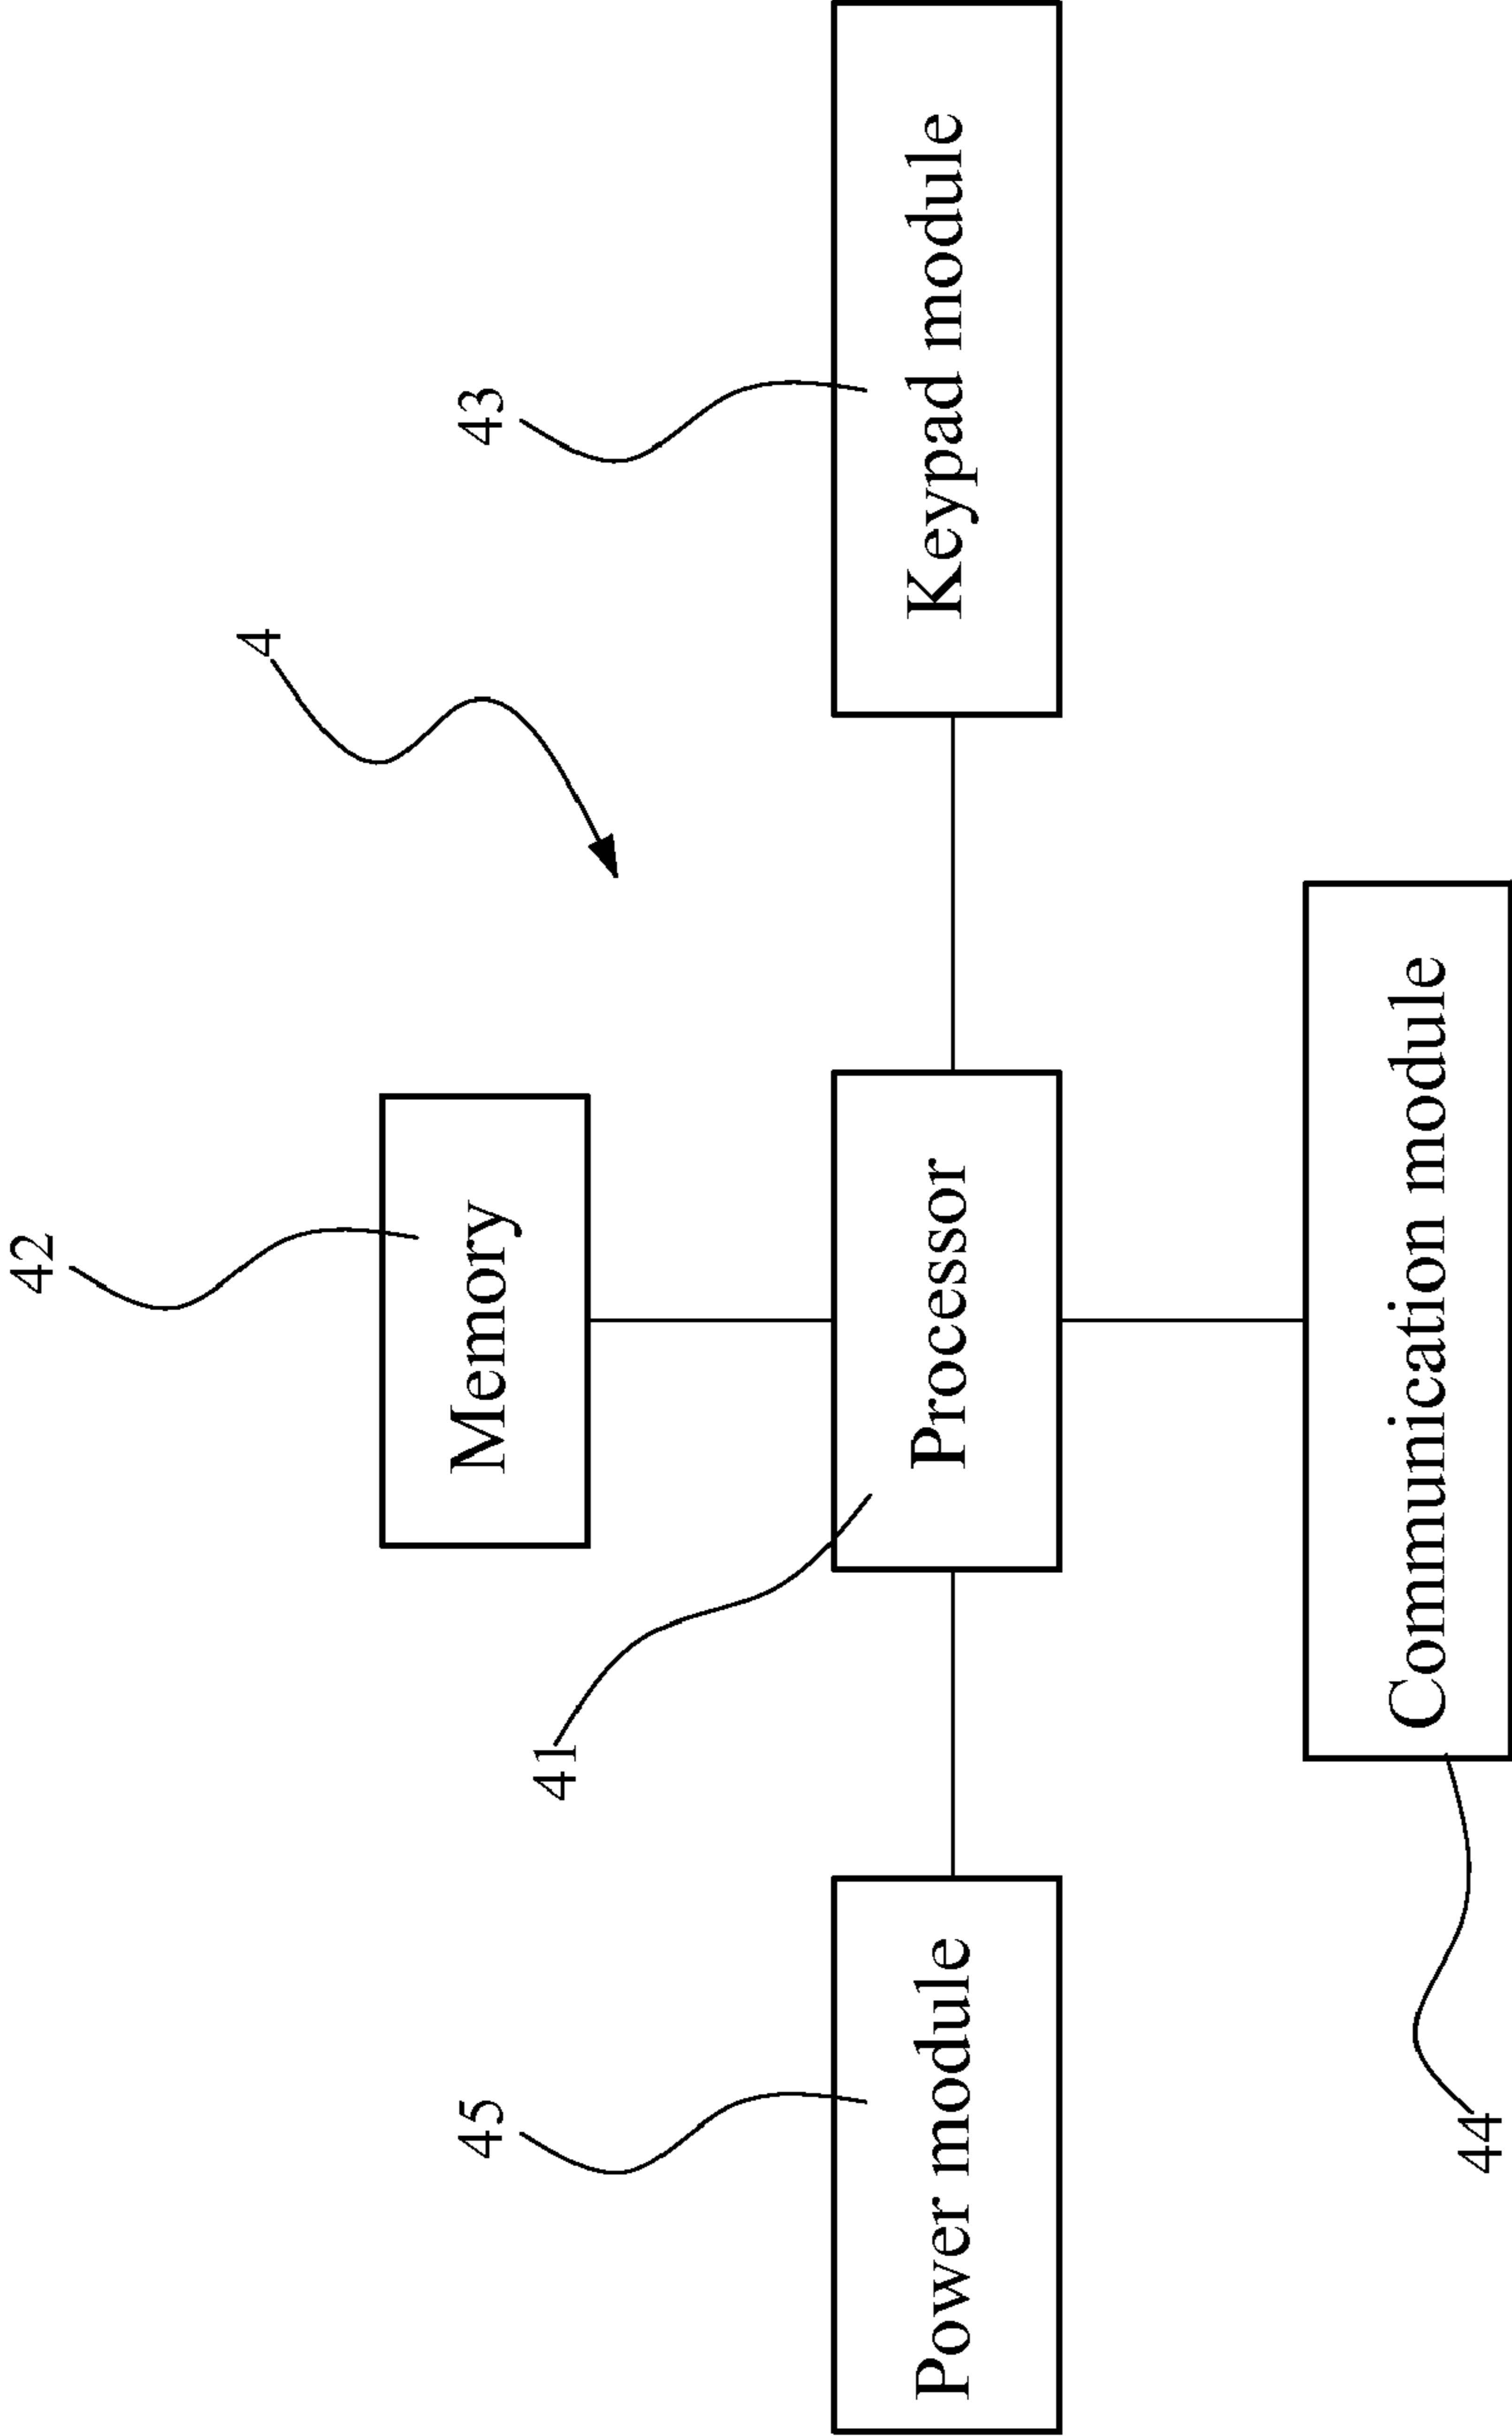 42
4
45
43
Memory
41
Power module
Processor
Keypad module
44
Communication module